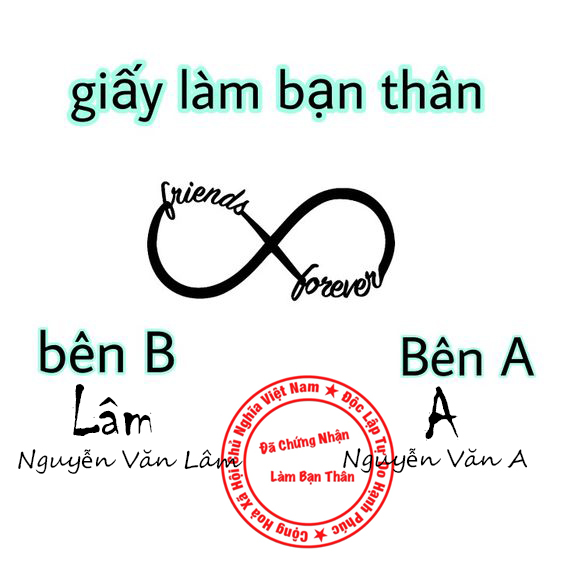 giấy làm bạn thân
friends
forever
bên B
Bên A
Lâm
A
Nguyễn Văn Lâm
Nguyễn Văn A
Cộng Hoà Xã Hội Chủ Nghĩa Việt Nam ★ Độc Lập Tự Do Hạnh Phúc ★
Đã Chứng Nhận
Làm Bạn Thân